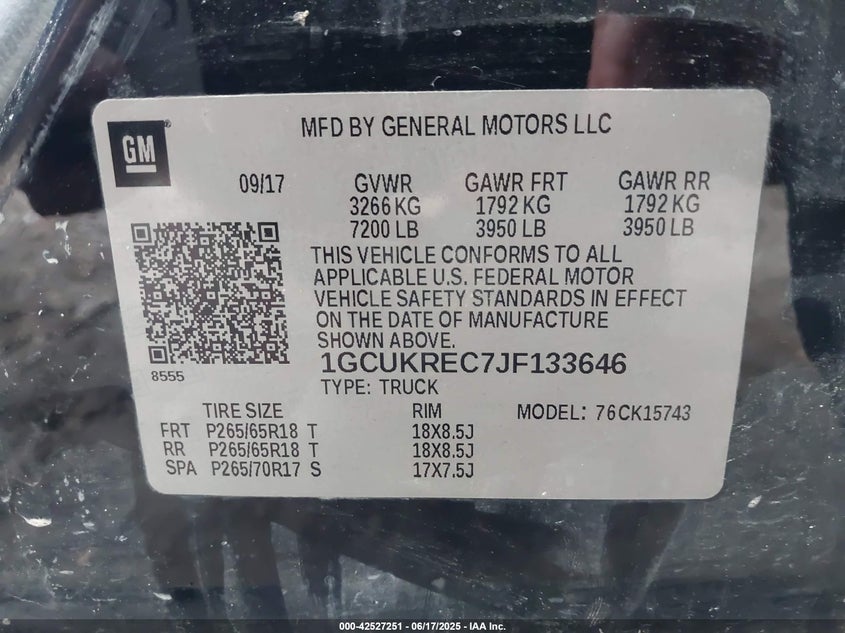 GM
MFD BY GENERAL MOTORS LLC
09/17 GVWR GAWR FRT GAWR RR
3266 KG 1792 KG 1792 KG
7200 LB 3950 LB 3950 LB
THIS VEHICLE CONFORMS TO ALL
APPLICABLE U.S. FEDERAL MOTOR
VEHICLE SAFETY STANDARDS IN EFFECT
ON THE DATE OF MANUFACTURE
SHOWN ABOVE.
8555
1GCUKREC7JF133646
TYPE: TRUCK
TIRE SIZE RIM MODEL: 76CK15743
FRT P265/65R18 T 18X8.5J
RR P265/65R18 T 18X8.5J
SPA P265/70R17 S 17X7.5J
000-42527251 - 06/17/2025 - IAA Inc.